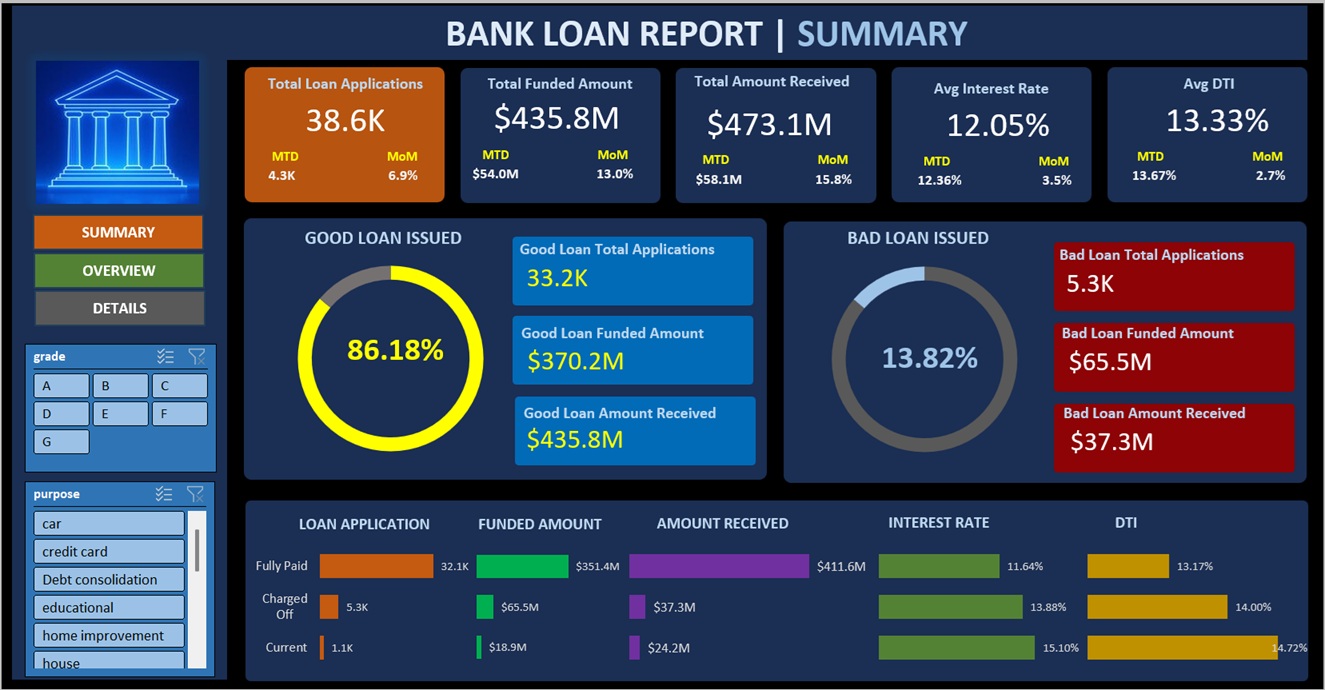 BANK LOAN REPORT | SUMMARY
Total Loan Applications
38.6K
MTD MoM
4.3K 6.9%
Total Funded Amount
$435.8M
MTD MoM
$54.0M 13.0%
Total Amount Received
$473.1M
MTD MoM
$58.1M 15.8%
Avg Interest Rate
12.05%
MTD MoM
12.36% 3.5%
Avg DTI
13.33%
MTD MoM
13.67% 2.7%
SUMMARY
OVERVIEW
DETAILS
grade
A B C
D E F
G
purpose
car
credit card
Debt consolidation
educational
home improvement
house
GOOD LOAN ISSUED
86.18%
Good Loan Total Applications
33.2K
Good Loan Funded Amount
$370.2M
Good Loan Amount Received
$435.8M
BAD LOAN ISSUED
13.82%
Bad Loan Total Applications
5.3K
Bad Loan Funded Amount
$65.5M
Bad Loan Amount Received
$37.3M
LOAN APPLICATION FUNDED AMOUNT AMOUNT RECEIVED INTEREST RATE DTI
Fully Paid 32.1K $351.4M $411.6M 11.64% 13.17%
Charged
Off 5.3K $65.5M $37.3M 13.88% 14.00%
Current 1.1K $18.9M $24.2M 15.10% 14.72%